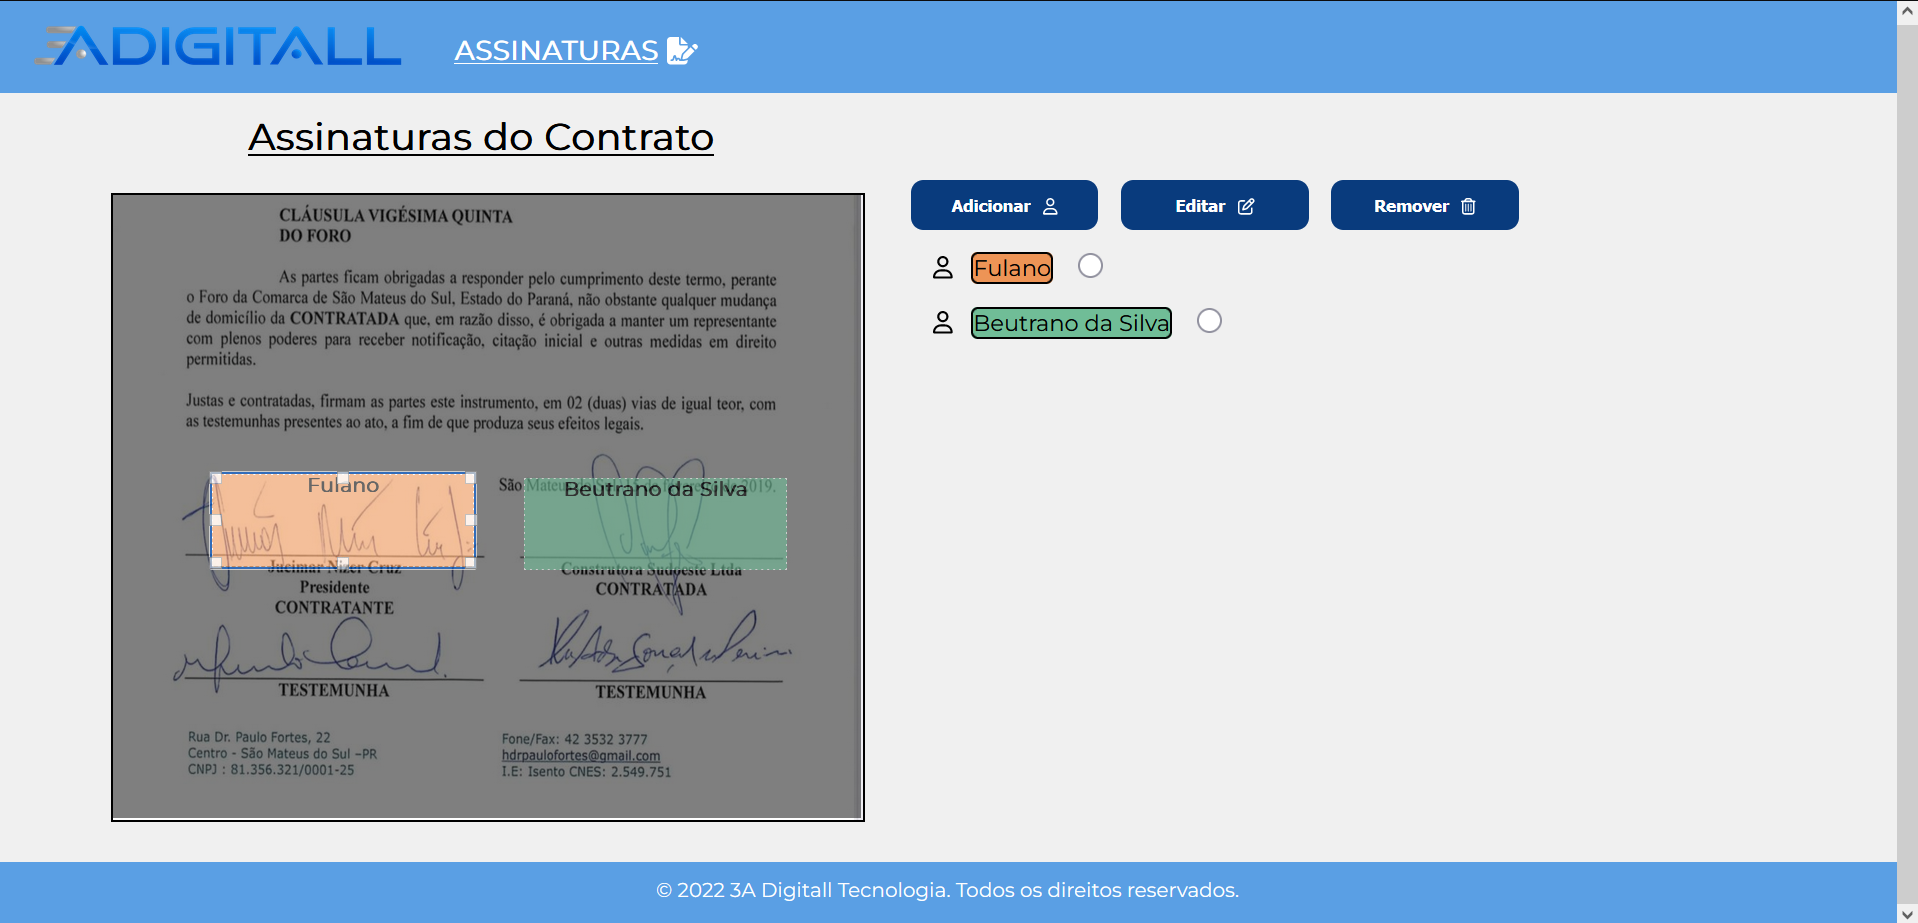 3ADIGITALL
ASSINATURAS
Assinaturas do Contrato
CLÁUSULA VIGÉSIMA QUINTA
DO FORO
As partes ficam obrigadas a responder pelo cumprimento deste termo, perante
o Foro da Comarca de São Mateus do Sul, Estado do Paraná, não obstante qualquer mudança
de domicílio da CONTRATADA que, em razão disso, é obrigada a manter um representante
com plenos poderes para receber notificação, citação inicial e outras medidas em direito
permitidas.
Justas e contratadas, firmam as partes este instrumento, em 02 (duas) vias de igual teor, com
as testemunhas presentes ao ato, a fim de que produza seus efeitos legais.
São Mateus do Sul, 2019.
Fulano
Beutrano da Silva
Jucimar Nizer Cruz
Presidente
CONTRATANTE
Construtora Sudoeste Ltda
CONTRATADA
TESTEMUNHA
TESTEMUNHA
Rua Dr. Paulo Fortes, 22
Centro - São Mateus do Sul –PR
CNPJ : 81.356.321/0001-25
Fone/Fax: 42 3532 3777
hdrpaulofortes@gmail.com
I.E: Isento CNES: 2.549.751
Adicionar
Editar
Remover
Fulano
Beutrano da Silva
© 2022 3A Digitall Tecnologia. Todos os direitos reservados.